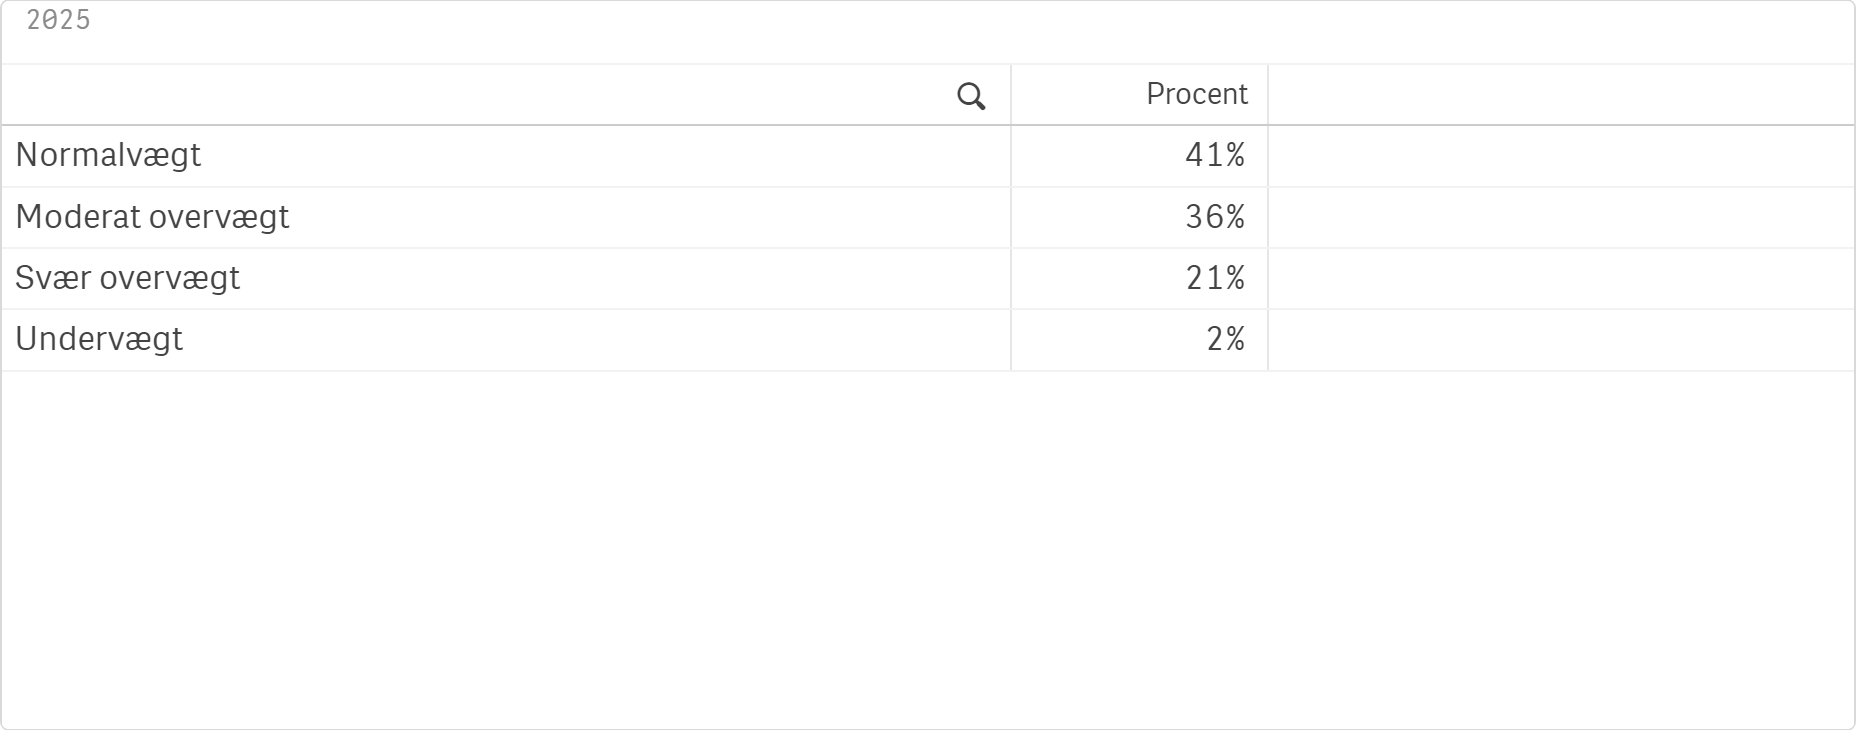 2025
Procent
Normalvægt 41%
Moderat overvægt 36%
Svær overvægt 21%
Undervægt 2%